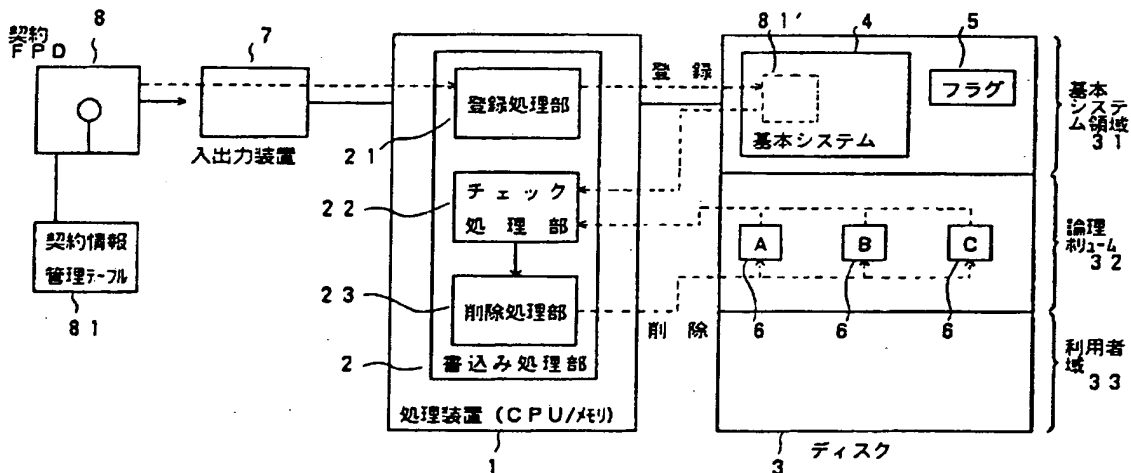 契約
FPD
8
7
入出力装置
契約情報
管理テーブル
81
登録処理部
21
チェック
処理部
22
削除処理部
23
書込み処理部
2
処理装置(CPU/メモリ)
1
登録
削除
81'
4
基本システム
5
フラグ
A
B
C
6
6
6
ディスク
3
基本
システ
ム領域
31
論理
ボリューム
32
利用者
域
33